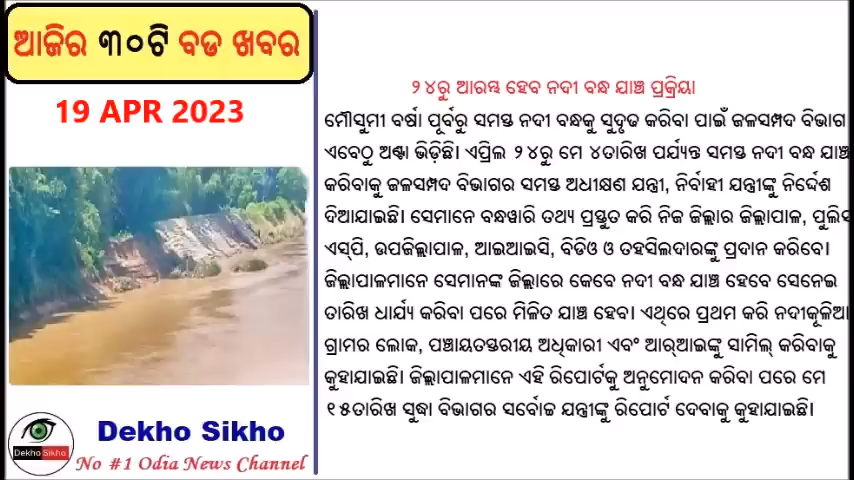 ଆଜିର ୩୦ଟି ବଡ ଖବର
19 APR 2023
୨୪ରୁ ଆରମ୍ଭ ହେବ ନଦୀ ବନ୍ଧ ଯାଞ୍ଚ ପ୍ରକ୍ରିୟା
ମୌସୁମୀ ବର୍ଷା ପୂର୍ବରୁ ସମସ୍ତ ନଦୀ ବନ୍ଧକୁ ସୁଦୃଢ କରିବା ପାଇଁ ଜଳସମ୍ପଦ ବିଭାଗ
ଏବେଠୁ ଅଣ୍ଟା ଭିଡ଼ିଛି। ଏପ୍ରିଲ ୨୪ରୁ ମେ ୪ତାରିଖ ପର୍ଯ୍ୟନ୍ତ ସମସ୍ତ ନଦୀ ବନ୍ଧ ଯାଞ୍ଚ
କରିବାକୁ ଜଳସମ୍ପଦ ବିଭାଗର ସମସ୍ତ ଅଧୀକ୍ଷଣ ଯନ୍ତ୍ରୀ, ନିର୍ବାହୀ ଯନ୍ତ୍ରୀଙ୍କୁ ନିର୍ଦ୍ଦେଶ
ଦିଆଯାଇଛି। ସେମାନେ ବନ୍ଧୱାରି ତଥ୍ୟ ପ୍ରସ୍ତୁତ କରି ନିଜ ଜିଲ୍ଲାର ଜିଲ୍ଲାପାଳ, ପୁଲିସ
ଏସ୍‌ପି, ଉପଜିଲ୍ଲାପାଳ, ଆଇଆଇସି, ବିଡିଓ ଓ ତହସିଲଦାରଙ୍କୁ ପ୍ରଦାନ କରିବେ।
ଜିଲ୍ଲାପାଳମାନେ ସେମାନଙ୍କ ଜିଲ୍ଲାରେ କେବେ ନଦୀ ବନ୍ଧ ଯାଞ୍ଚ ହେବେ ସେନେଇ
ତାରିଖ ଧାର୍ଯ୍ୟ କରିବା ପରେ ମିଳିତ ଯାଞ୍ଚ ହେବ। ଏଥିରେ ପ୍ରଥମ କରି ନଦୀକୂଳିଆ
ଗ୍ରାମର ଲୋକ, ପଞ୍ଚାୟତସ୍ତରୀୟ ଅଧିକାରୀ ଏବଂ ଆର୍‌ଆଇଙ୍କୁ ସାମିଲ୍ କରିବାକୁ
କୁହାଯାଇଛି। ଜିଲ୍ଲାପାଳମାନେ ଏହି ରିପୋର୍ଟକୁ ଅନୁମୋଦନ କରିବା ପରେ ମେ
୧୫ତାରିଖ ସୁଦ୍ଧା ବିଭାଗର ସର୍ବୋଚ୍ଚ ଯନ୍ତ୍ରୀଙ୍କୁ ରିପୋର୍ଟ ଦେବାକୁ କୁହାଯାଇଛି।
Dekho Sikho
Dekho Sikho
No #1 Odia News Channel